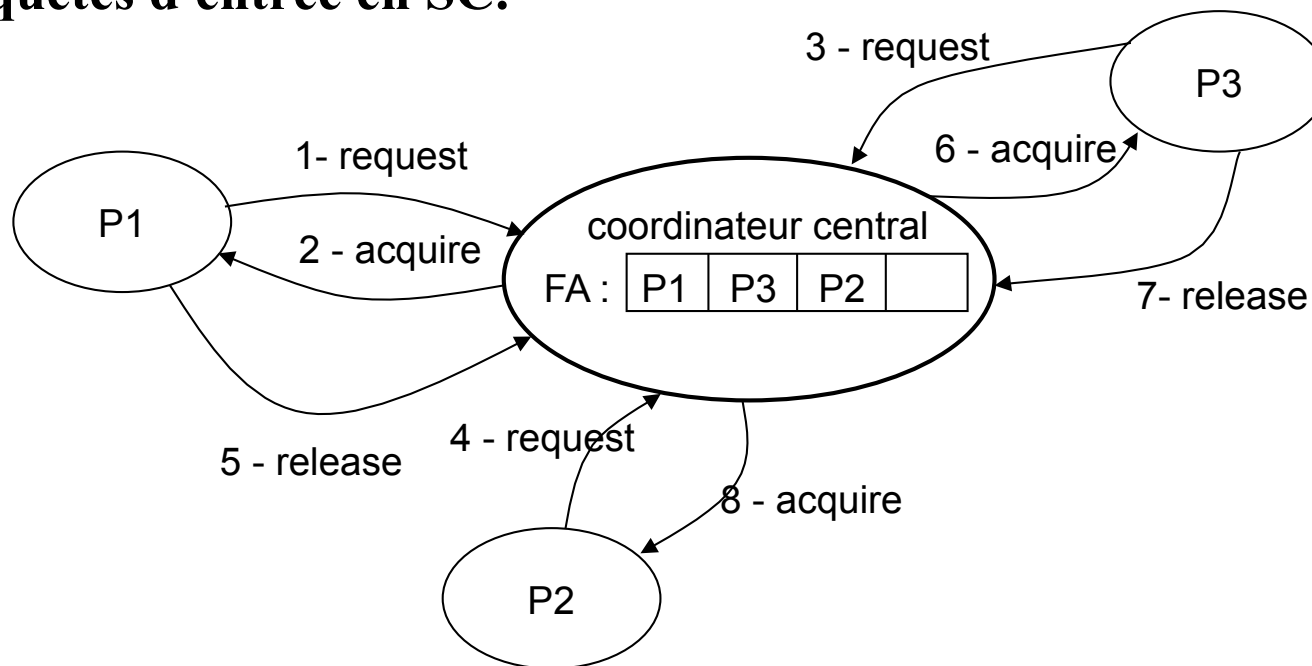 d'entrée en SC.
3 - request
P3
1- request
6 - acquire
P1
coordinateur central
2 - acquire
FA : P1 P3 P2
7- release
4 - request
5 - release
8 - acquire
P2